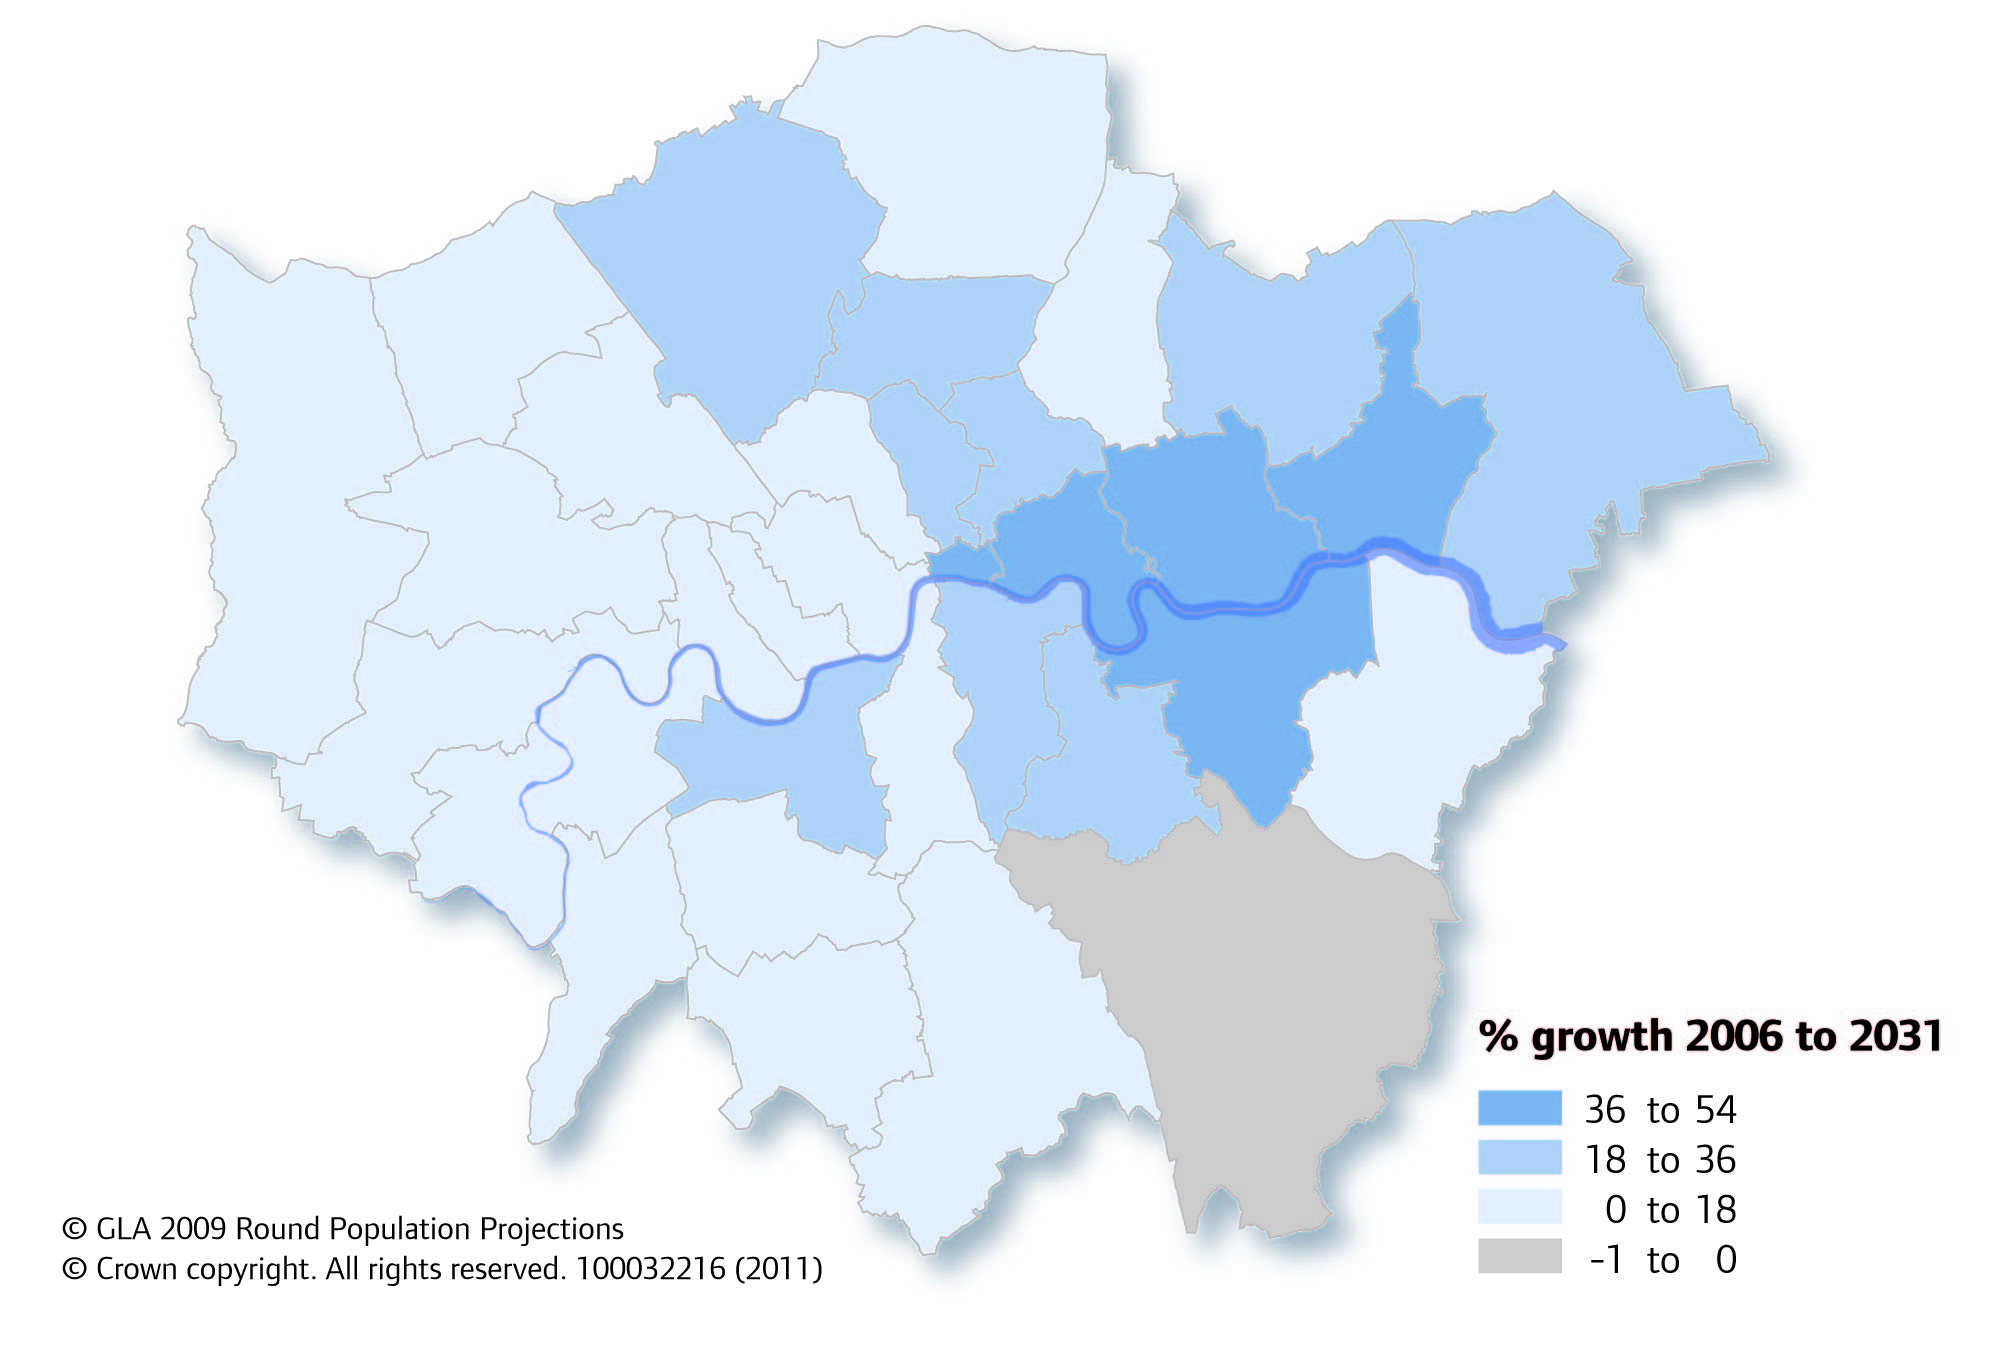 % growth 2006 to 2031
36 to 54
18 to 36
0 to 18
-1 to 0
© GLA 2009 Round Population Projections
© Crown copyright. All rights reserved. 100032216 (2011)